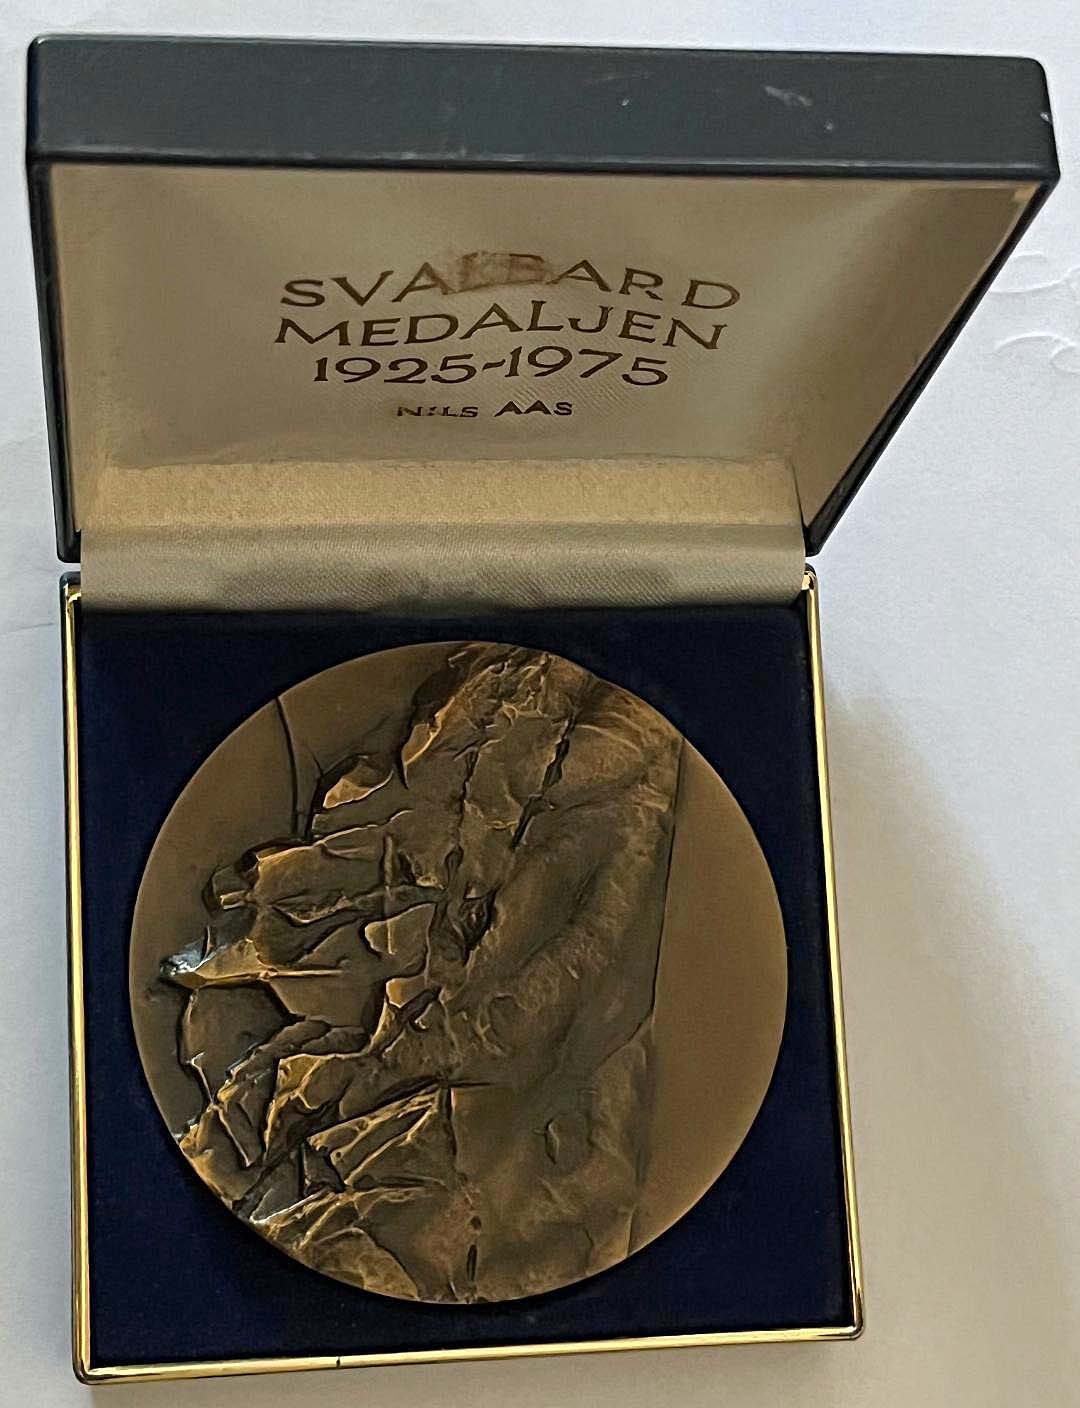 SVALBARD
MEDALJEN
1925-1975
NILS AAS